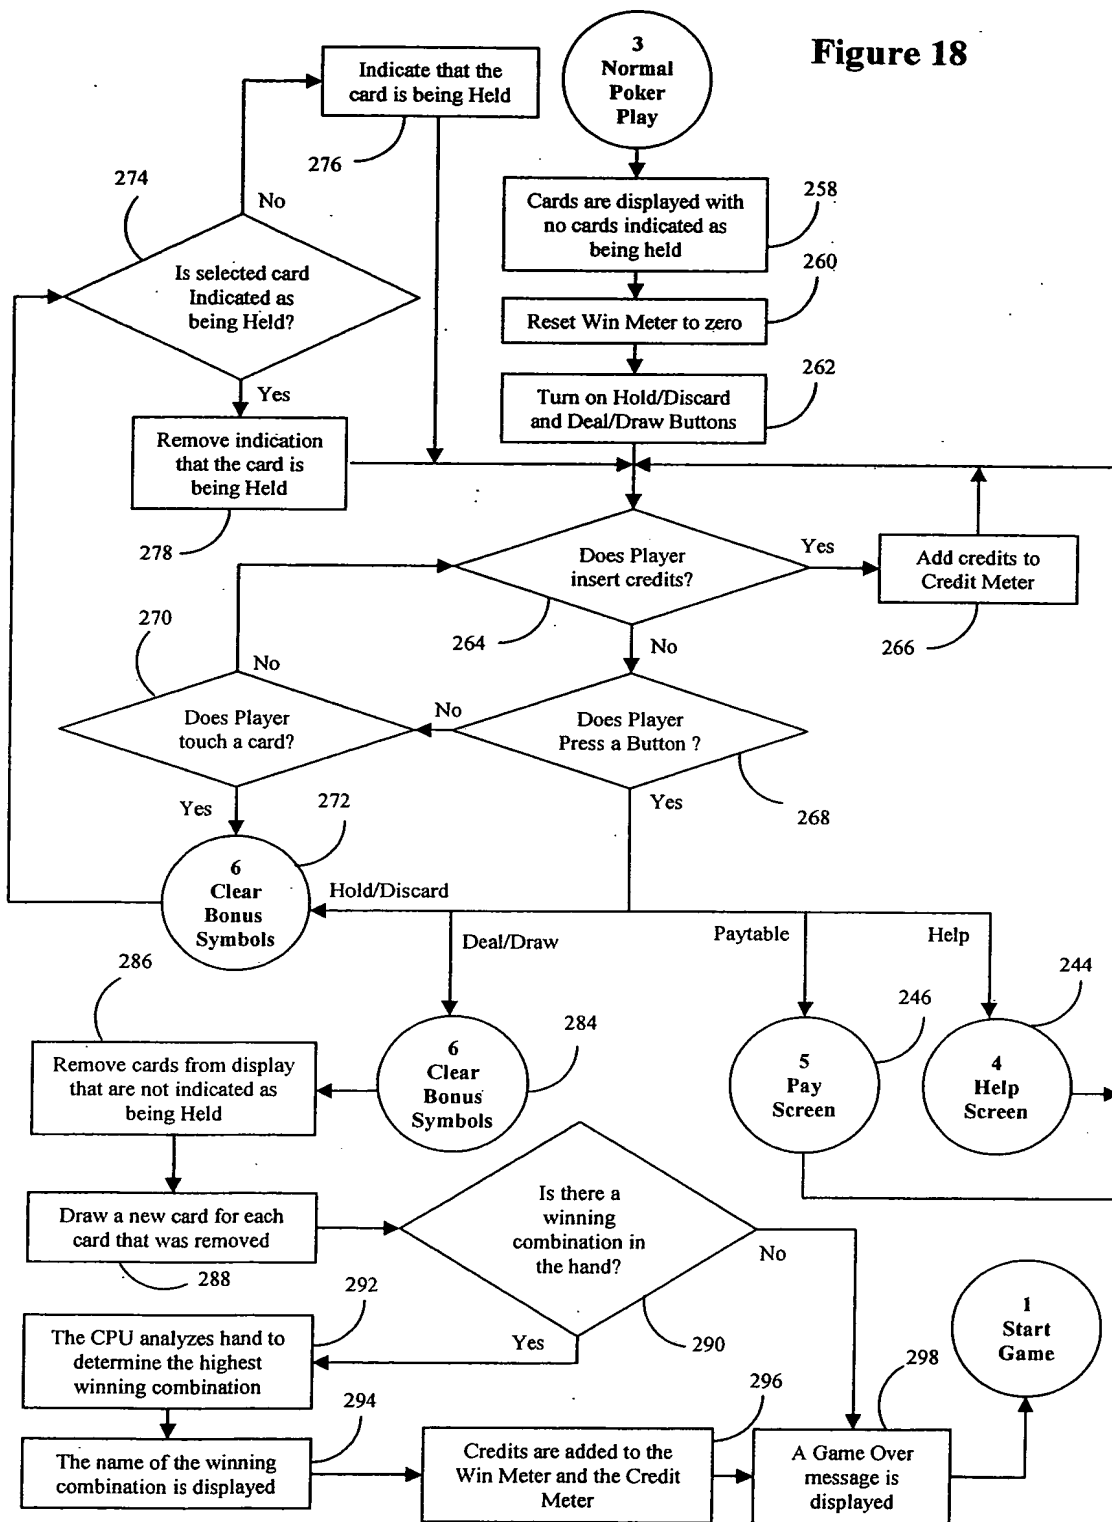 Figure 18
3
Normal
Poker
Play
Indicate that the
card is being Held
276
274
No
Cards are displayed with
no cards indicated as
being held
258
260
Is selected card
Indicated as
being Held?
Reset Win Meter to zero
262
Yes
Turn on Hold/Discard
and Deal/Draw Buttons
Remove indication
that the card is
being Held
278
Does Player
insert credits?
Yes
Add credits to
Credit Meter
264
266
270
No
No
Does Player
touch a card?
No
Does Player
Press a Button ?
268
Yes
272
Yes
6
Clear
Bonus
Symbols
Hold/Discard
Deal/Draw
Paytable
Help
286
284
246
244
Remove cards from display
that are not indicated as
being Held
6
Clear
Bonus
Symbols
5
Pay
Screen
4
Help
Screen
Draw a new card for each
card that was removed
288
Is there a
winning
combination in
the hand?
No
290
Yes
292
The CPU analyzes hand to
determine the highest
winning combination
1
Start
Game
294
296
298
The name of the winning
combination is displayed
Credits are added to the
Win Meter and the Credit
Meter
A Game Over
message is
displayed